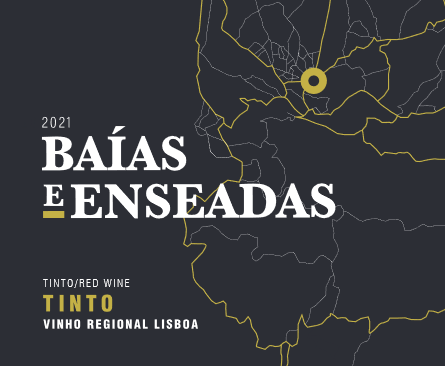 2021
BAÍAS
E ENSEADAS
TINTO/RED WINE
TINTO
VINHO REGIONAL LISBOA